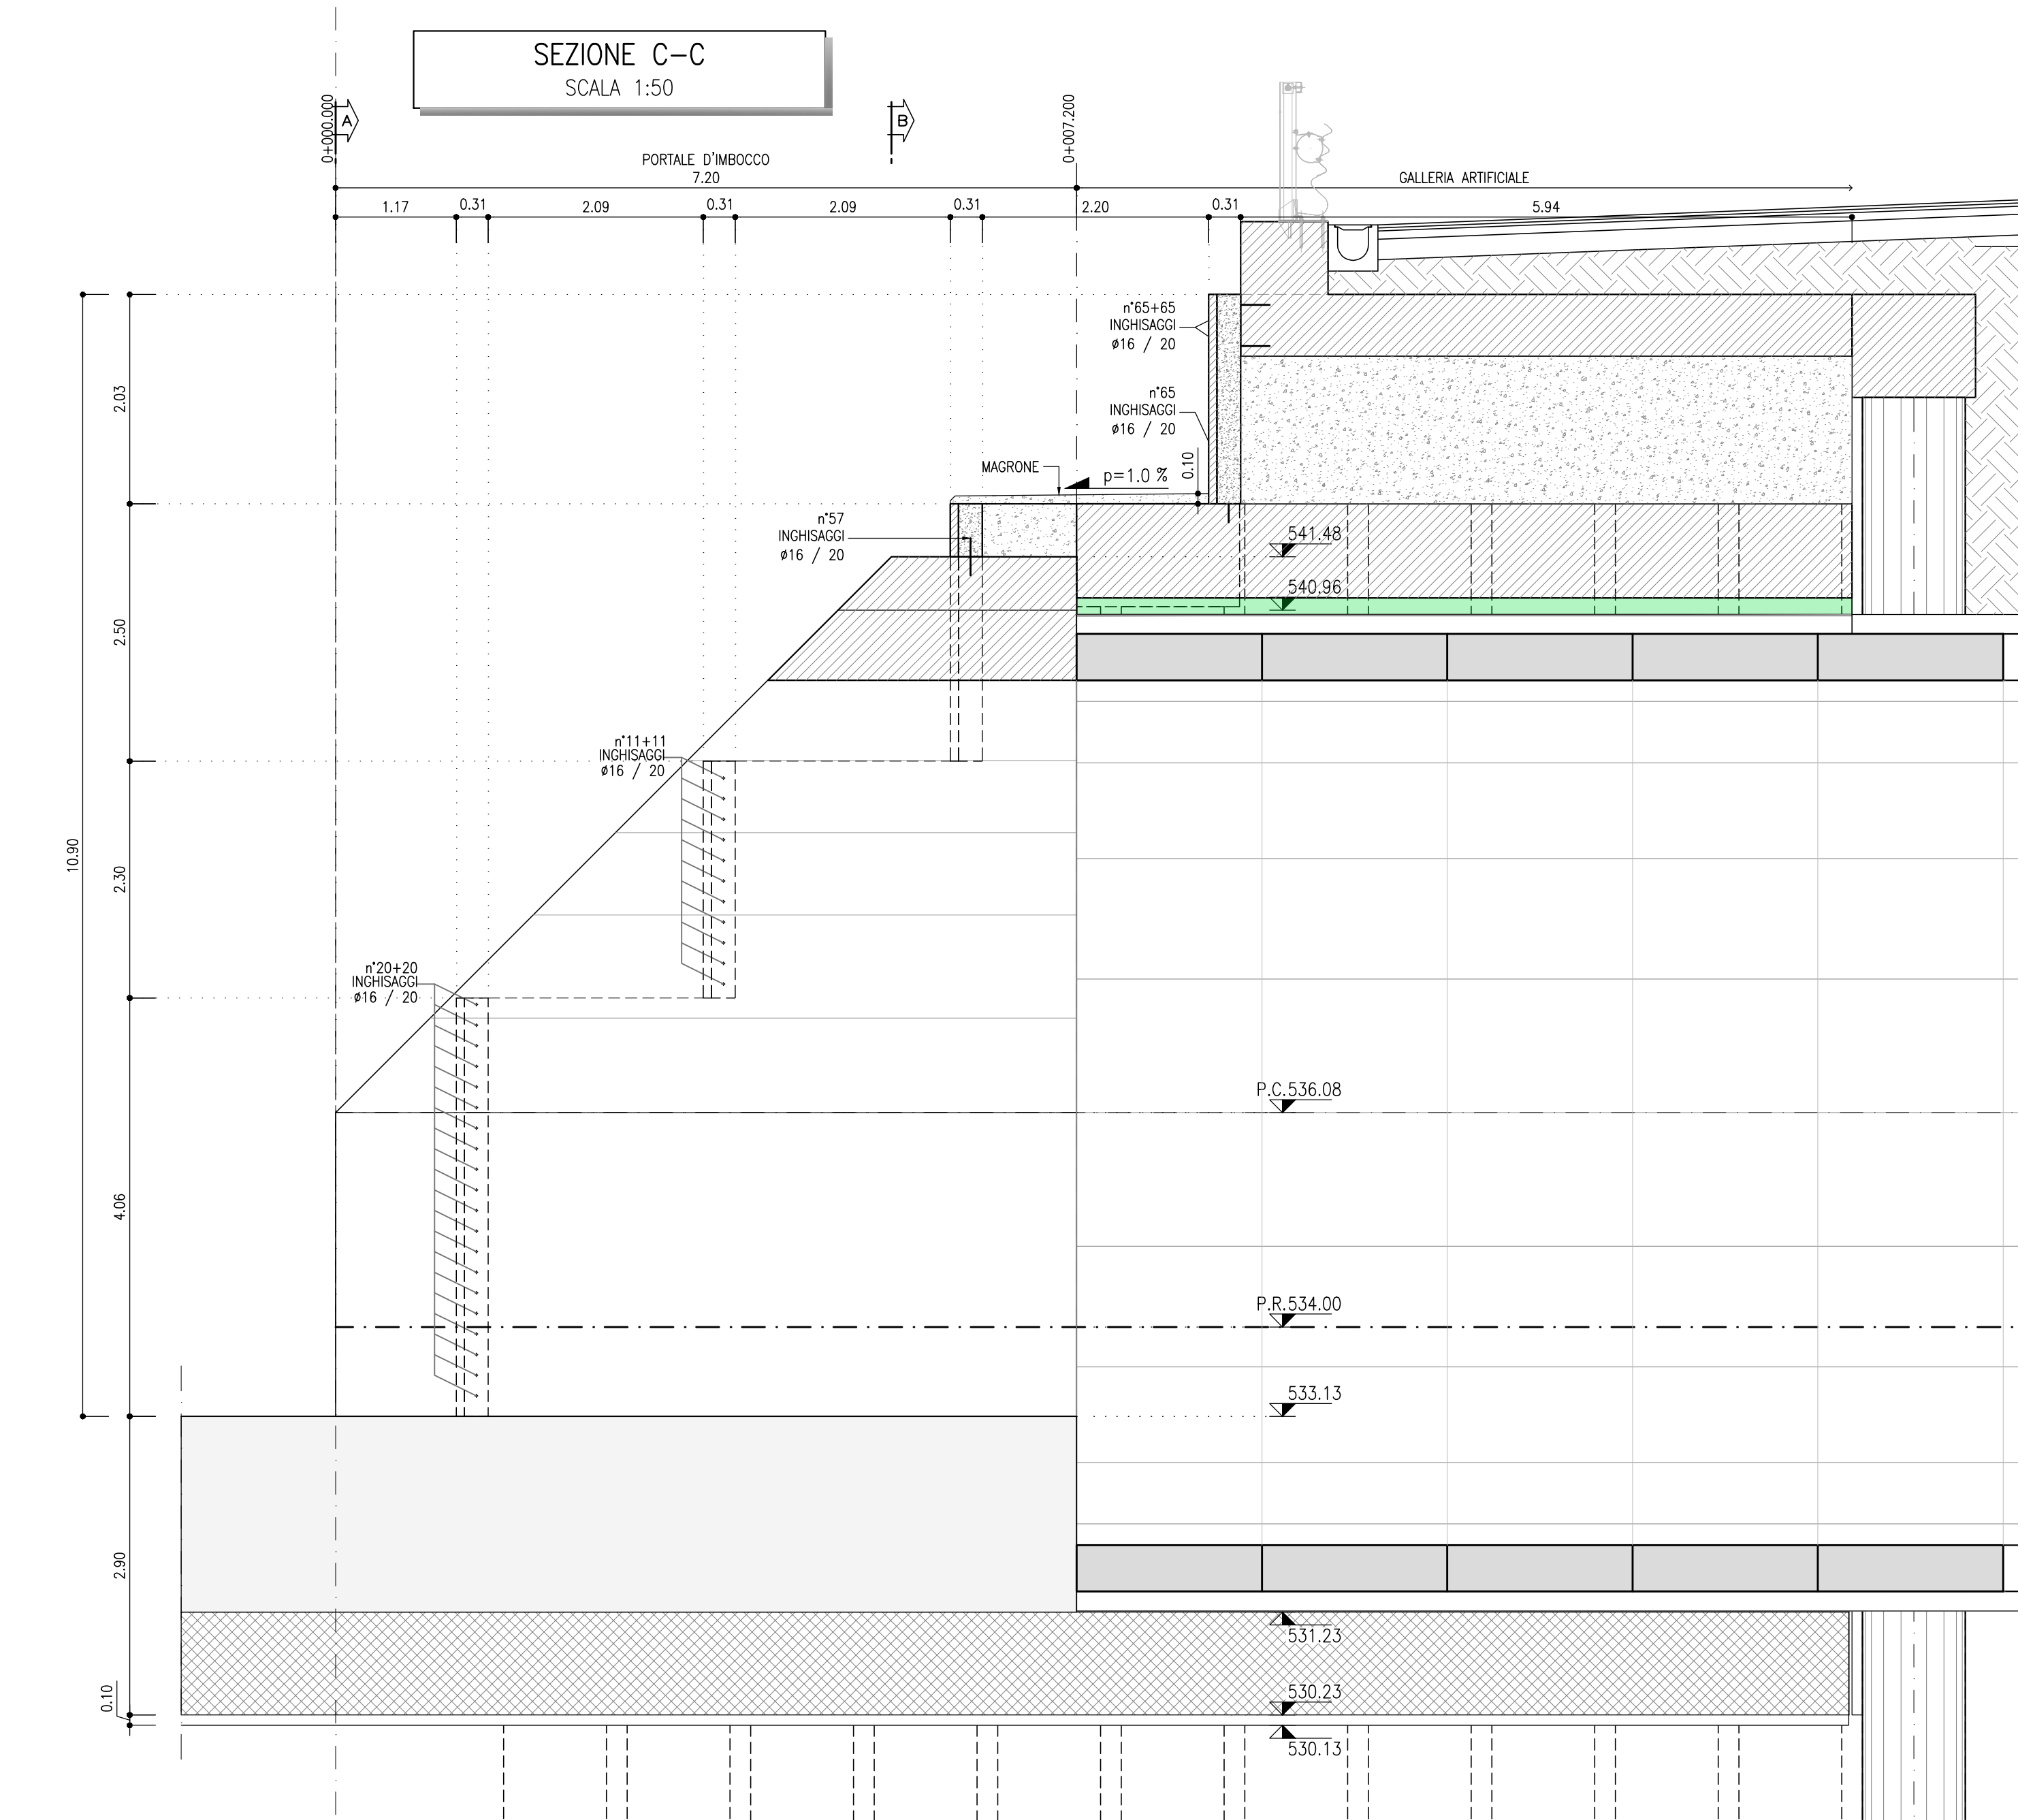 SEZIONE C-C
SCALA 1:50
0+000.000
A
B
0+007.200
PORTALE D'IMBOCCO
7.20
GALLERIA ARTIFICIALE
1.17
0.31
2.09
0.31
2.09
0.31
2.20
0.31
5.94
n°65+65
INGHISAGGI
ø16 / 20
n°65
INGHISAGGI
ø16 / 20
MAGRONE
p=1.0 %
0.10
n°57
INGHISAGGI
ø16 / 20
541.48
540.96
n°11+11
INGHISAGGI
ø16 / 20
n°20+20
INGHISAGGI
ø16 / 20
10.90
2.03
2.50
2.30
4.06
2.90
0.10
P.C.536.08
P.R.534.00
533.13
531.23
530.23
530.13